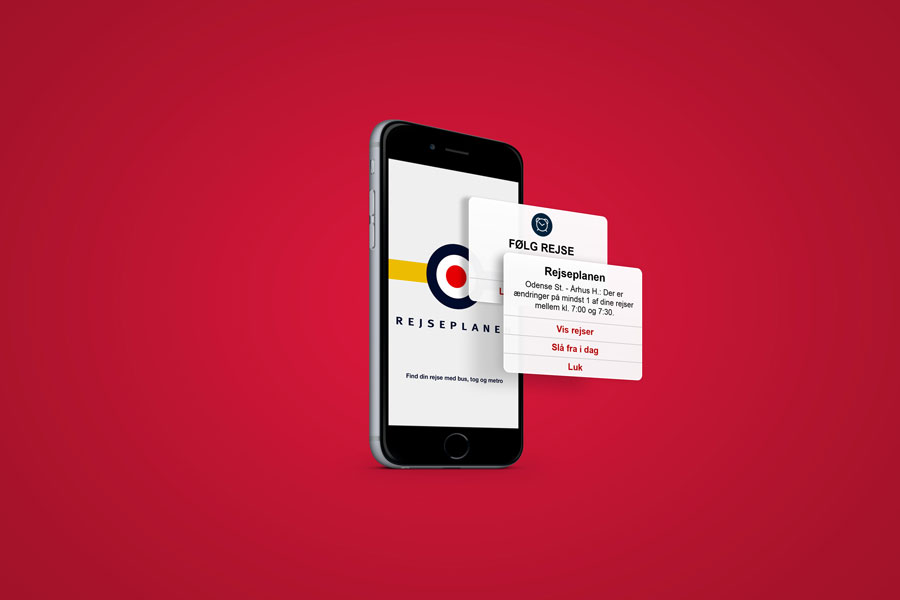 REJSEPLANE
Find din rejse med bus, tog og metro
FØLG REJSE
L
Rejseplanen
Odense St. - Århus H.: Der er
ændringer på mindst 1 af dine rejser
mellem kl. 7:00 og 7:30.
Vis rejser
Slå fra i dag
Luk